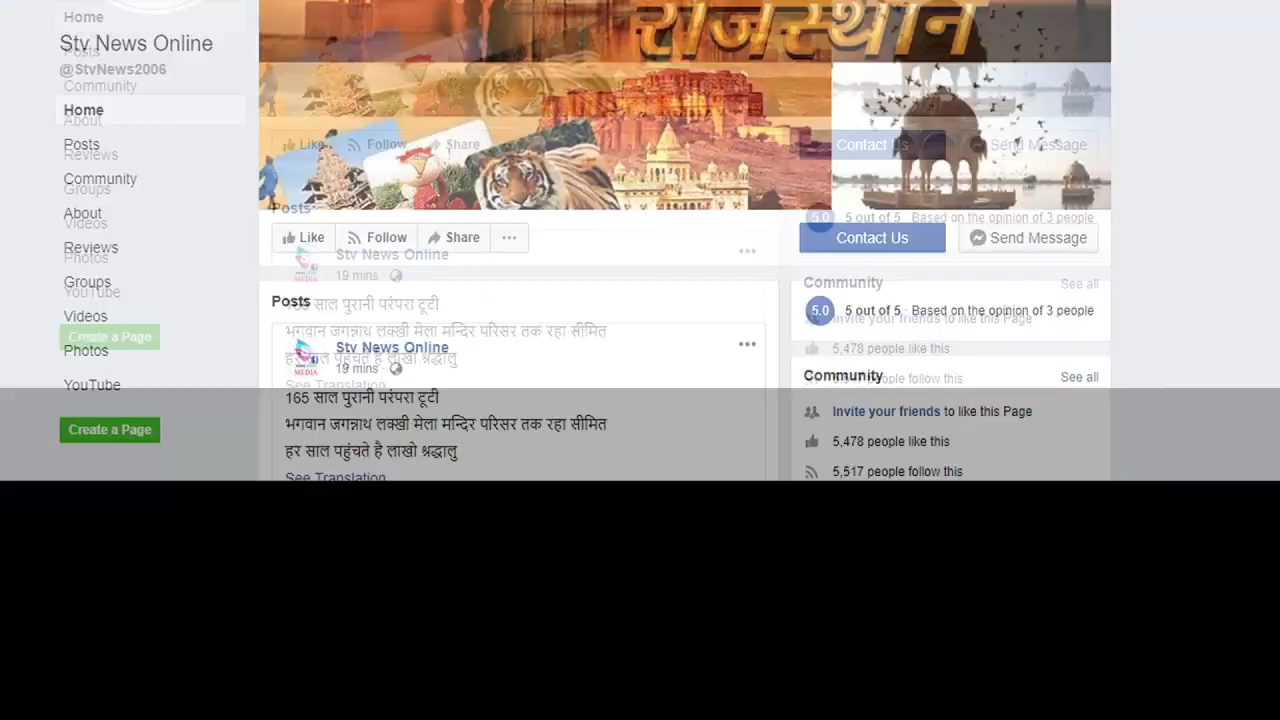 राजस्थान
Stv News Online
@StvNews2006
Home
Posts
Community
About
Reviews
Groups
Videos
Photos
YouTube
Create a Page
Like
Follow
Share
Contact Us
Send Message
Posts
Stv News Online
19 mins
165 साल पुरानी परंपरा टूटी
भगवान जगन्नाथ लक्खी मेला मन्दिर परिसर तक रहा सीमित
हर साल पहुंचते है लाखो श्रद्धालु
See Translation
MEDIA
5.0 5 out of 5 · Based on the opinion of 3 people
Community
See all
Invite your friends to like this Page
5,478 people like this
5,517 people follow this